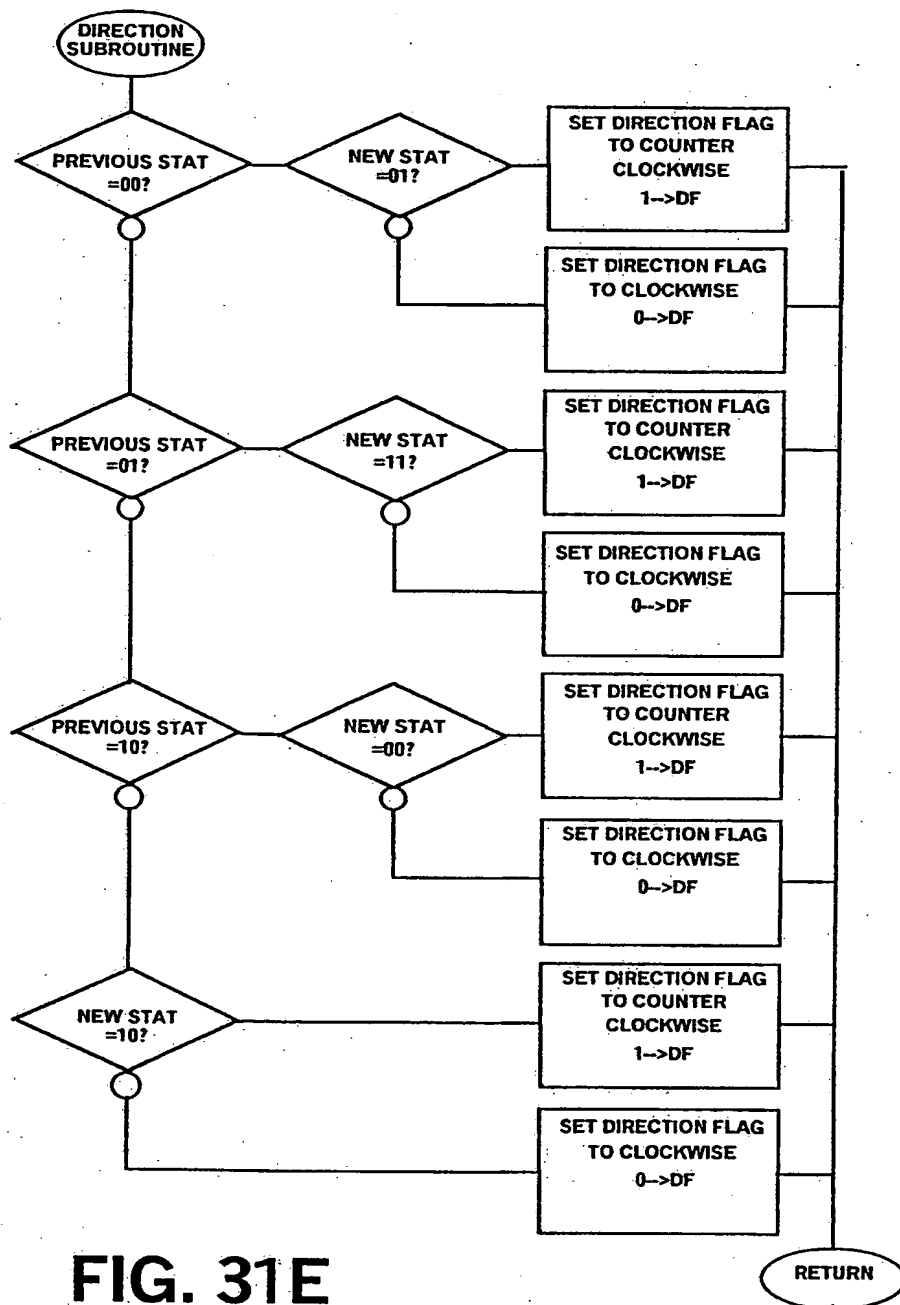 DIRECTION
SUBROUTINE
PREVIOUS STAT
=00?
NEW STAT
=01?
SET DIRECTION FLAG
TO COUNTER
CLOCKWISE
1-->DF
SET DIRECTION FLAG
TO CLOCKWISE
0-->DF
PREVIOUS STAT
=01?
NEW STAT
=11?
SET DIRECTION FLAG
TO COUNTER
CLOCKWISE
1-->DF
SET DIRECTION FLAG
TO CLOCKWISE
0-->DF
PREVIOUS STAT
=10?
NEW STAT
=00?
SET DIRECTION FLAG
TO COUNTER
CLOCKWISE
1-->DF
SET DIRECTION FLAG
TO CLOCKWISE
0-->DF
NEW STAT
=10?
SET DIRECTION FLAG
TO COUNTER
CLOCKWISE
1-->DF
SET DIRECTION FLAG
TO CLOCKWISE
0-->DF
RETURN
FIG. 31E